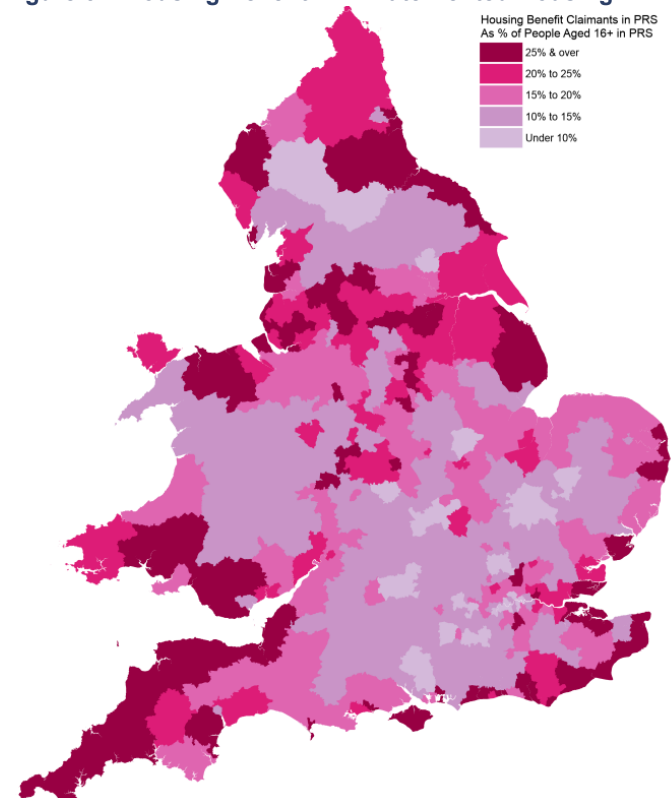 Housing Benefit Claimants in PRS
As % of People Aged 16+ in PRS
25% & over
20% to 25%
15% to 20%
10% to 15%
Under 10%